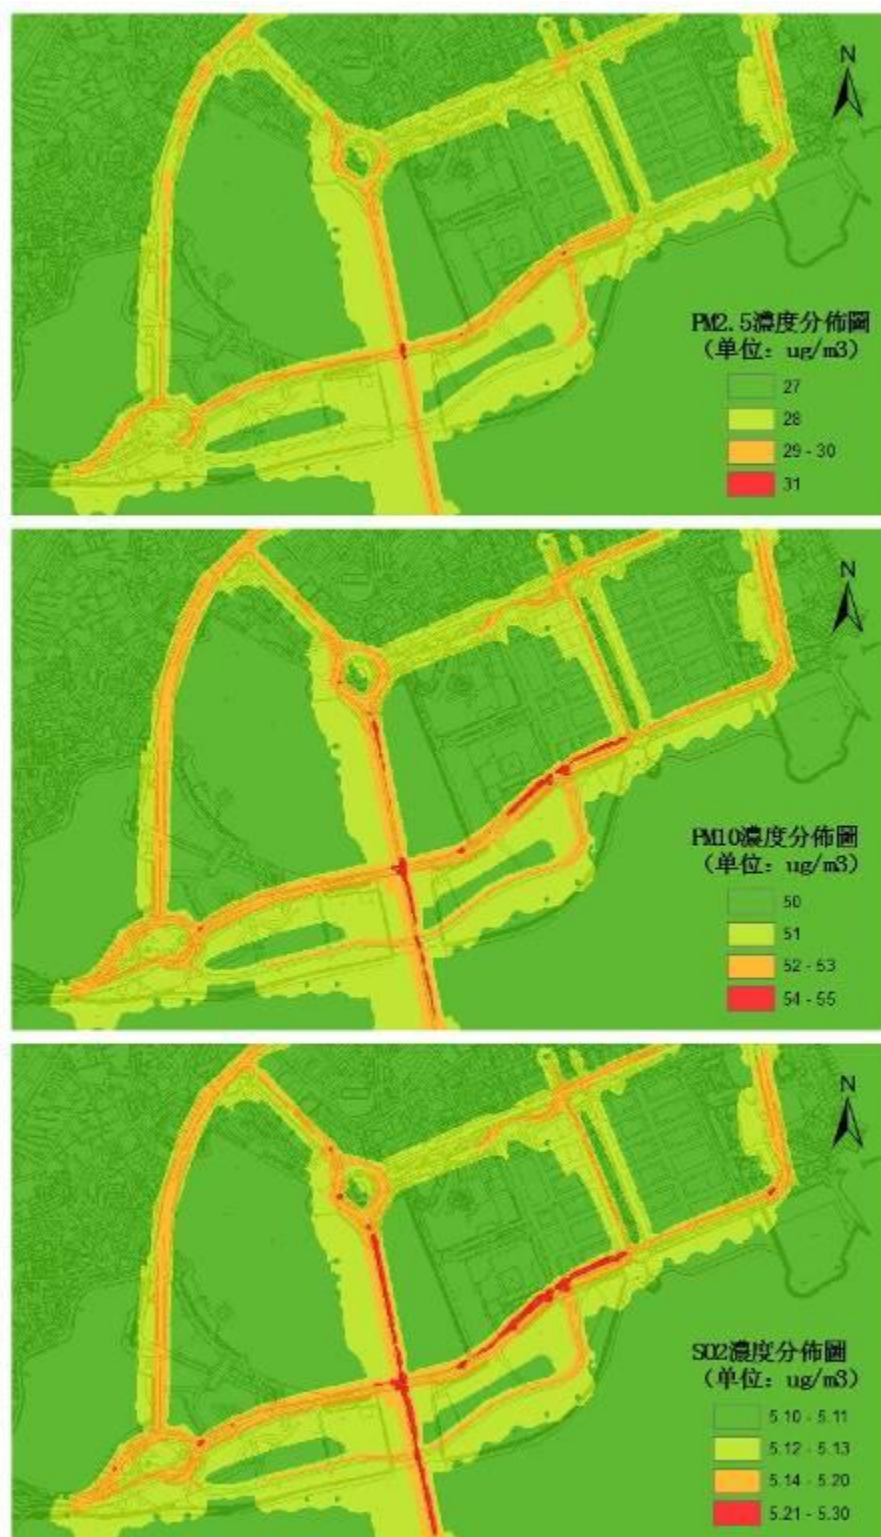 N
PM2.5濃度分佈圖
(单位: ug/m3)
27
28
29 - 30
31
N
PM10濃度分佈圖
(单位: ug/m3)
50
51
52 - 53
54 - 55
N
SO2濃度分佈圖
(单位: ug/m3)
5.10 - 5.11
5.12 - 5.13
5.14 - 5.20
5.21 - 5.30